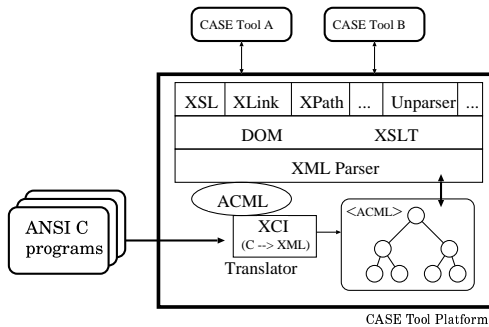 CASE Tool A
CASE Tool B
XSL XLink XPath ... Unparser ...
DOM XSLT
XML Parser
ACML
<ACML>
ANSI C
programs
XCI
(C --> XML)
Translator
CASE Tool Platform